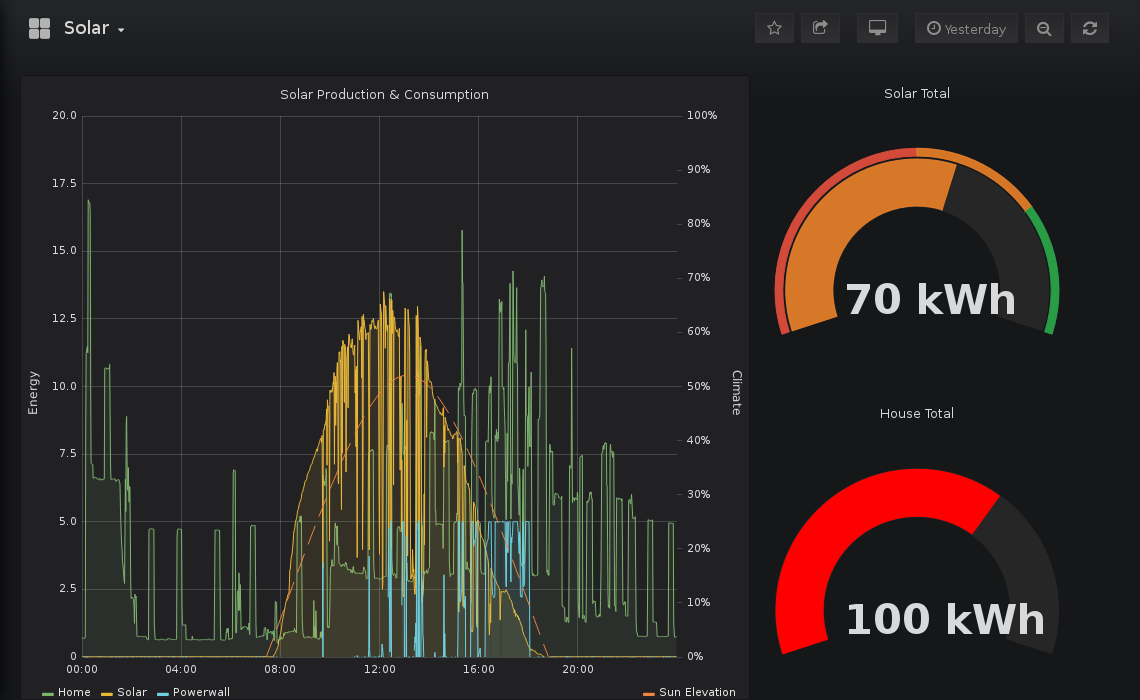 Solar
Yesterday
Solar Production & Consumption
20.0
17.5
15.0
12.5
10.0
7.5
5.0
2.5
0
Energy
100%
90%
80%
70%
60%
50%
40%
30%
20%
10%
0%
Climate
00:00 04:00 08:00 12:00 16:00 20:00
Home Solar Powerwall Sun Elevation
Solar Total
70 kWh
House Total
100 kWh